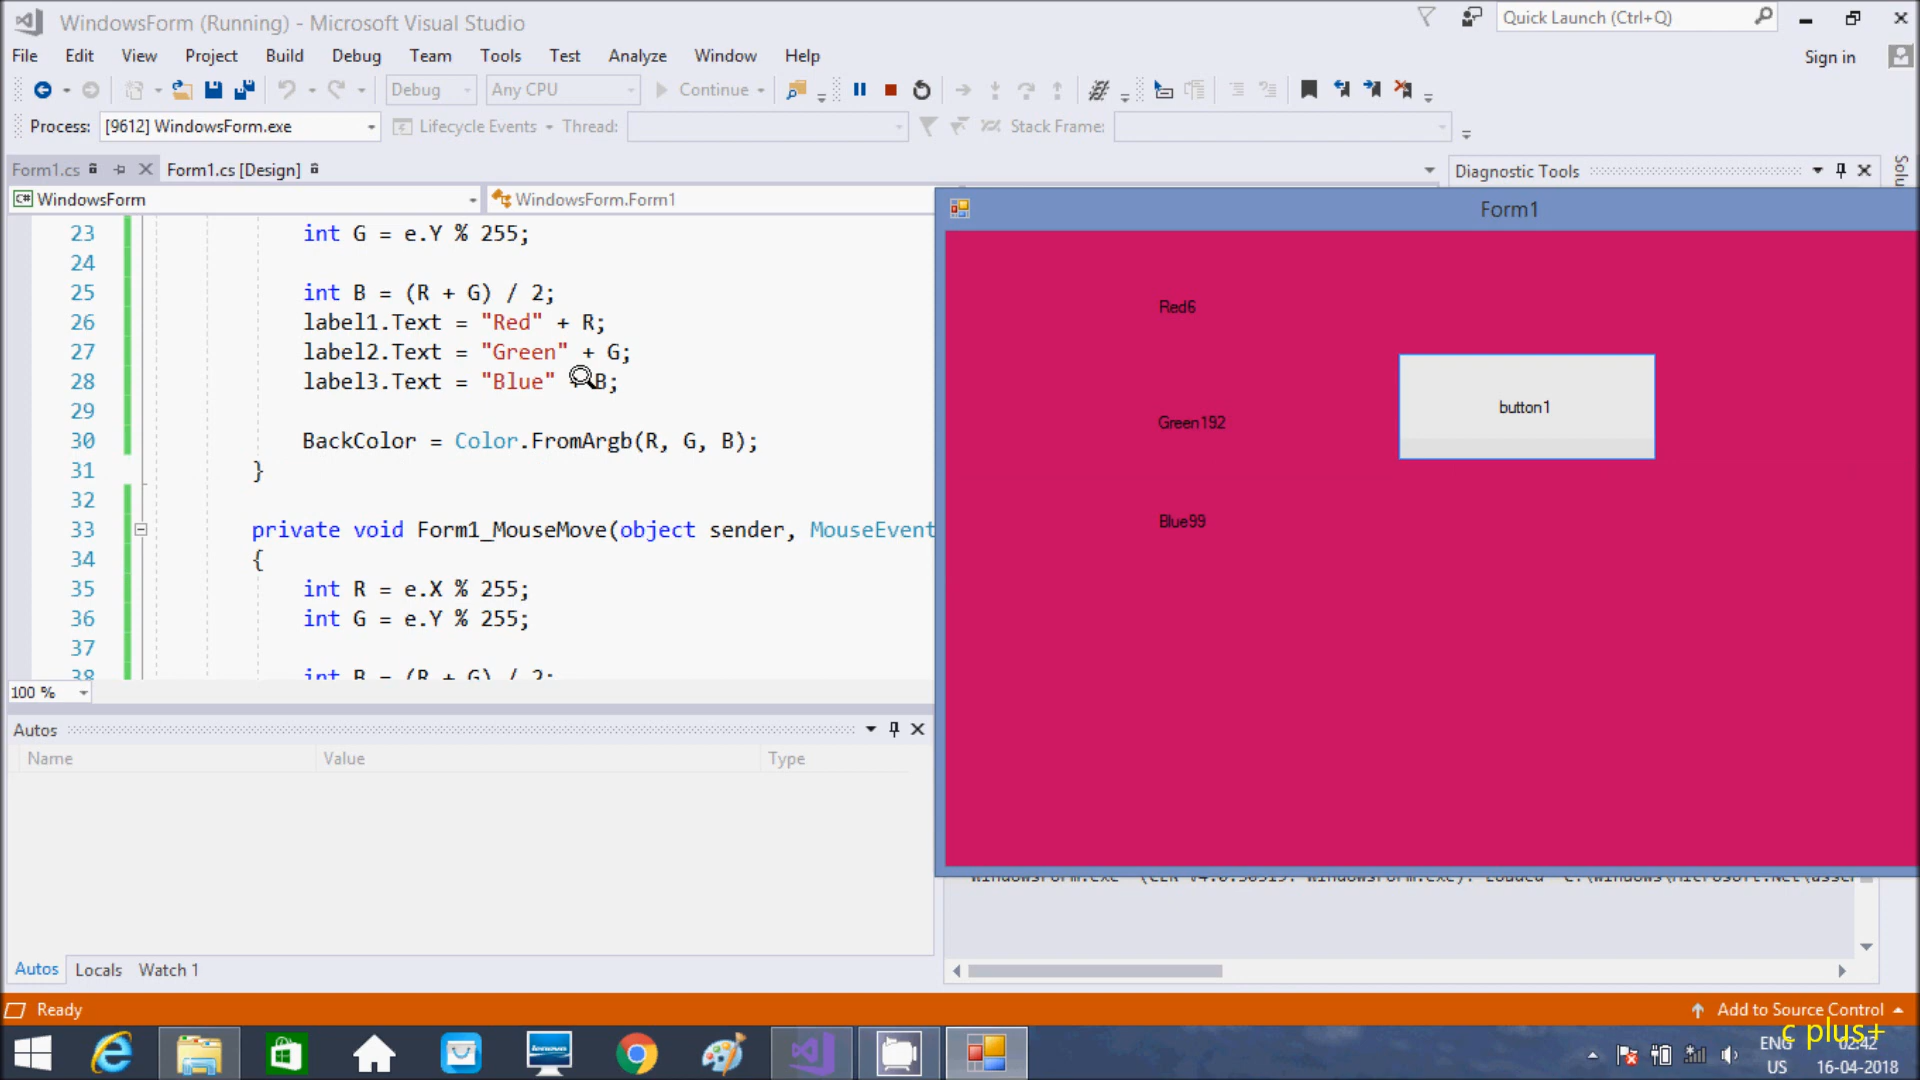 WindowsForm (Running) - Microsoft Visual Studio
Quick Launch (Ctrl+Q)
File Edit View Project Build Debug Team Tools Test Analyze Window Help
Sign in
Debug Any CPU Continue
Process: [9612] WindowsForm.exe Lifecycle Events Thread: Stack Frame:
Form1.cs Form1.cs [Design]
Diagnostic Tools
C# WindowsForm WindowsForm.Form1
Form1
23 int G = e.Y % 255;
24
25 int B = (R + G) / 2;
26 label1.Text = "Red" + R;
27 label2.Text = "Green" + G;
28 label3.Text = "Blue" + B;
29
30 BackColor = Color.FromArgb(R, G, B);
31 }
32
33 private void Form1_MouseMove(object sender, MouseEvent
34 {
35 int R = e.X % 255;
36 int G = e.Y % 255;
37
38 int B = (R + G) / 2;
Red6
button1
Green192
Blue99
100 %
Autos
Name Value Type
Autos Locals Watch 1
Ready
Add to Source Control
c plus+
ENG
US
02:42
16-04-2018